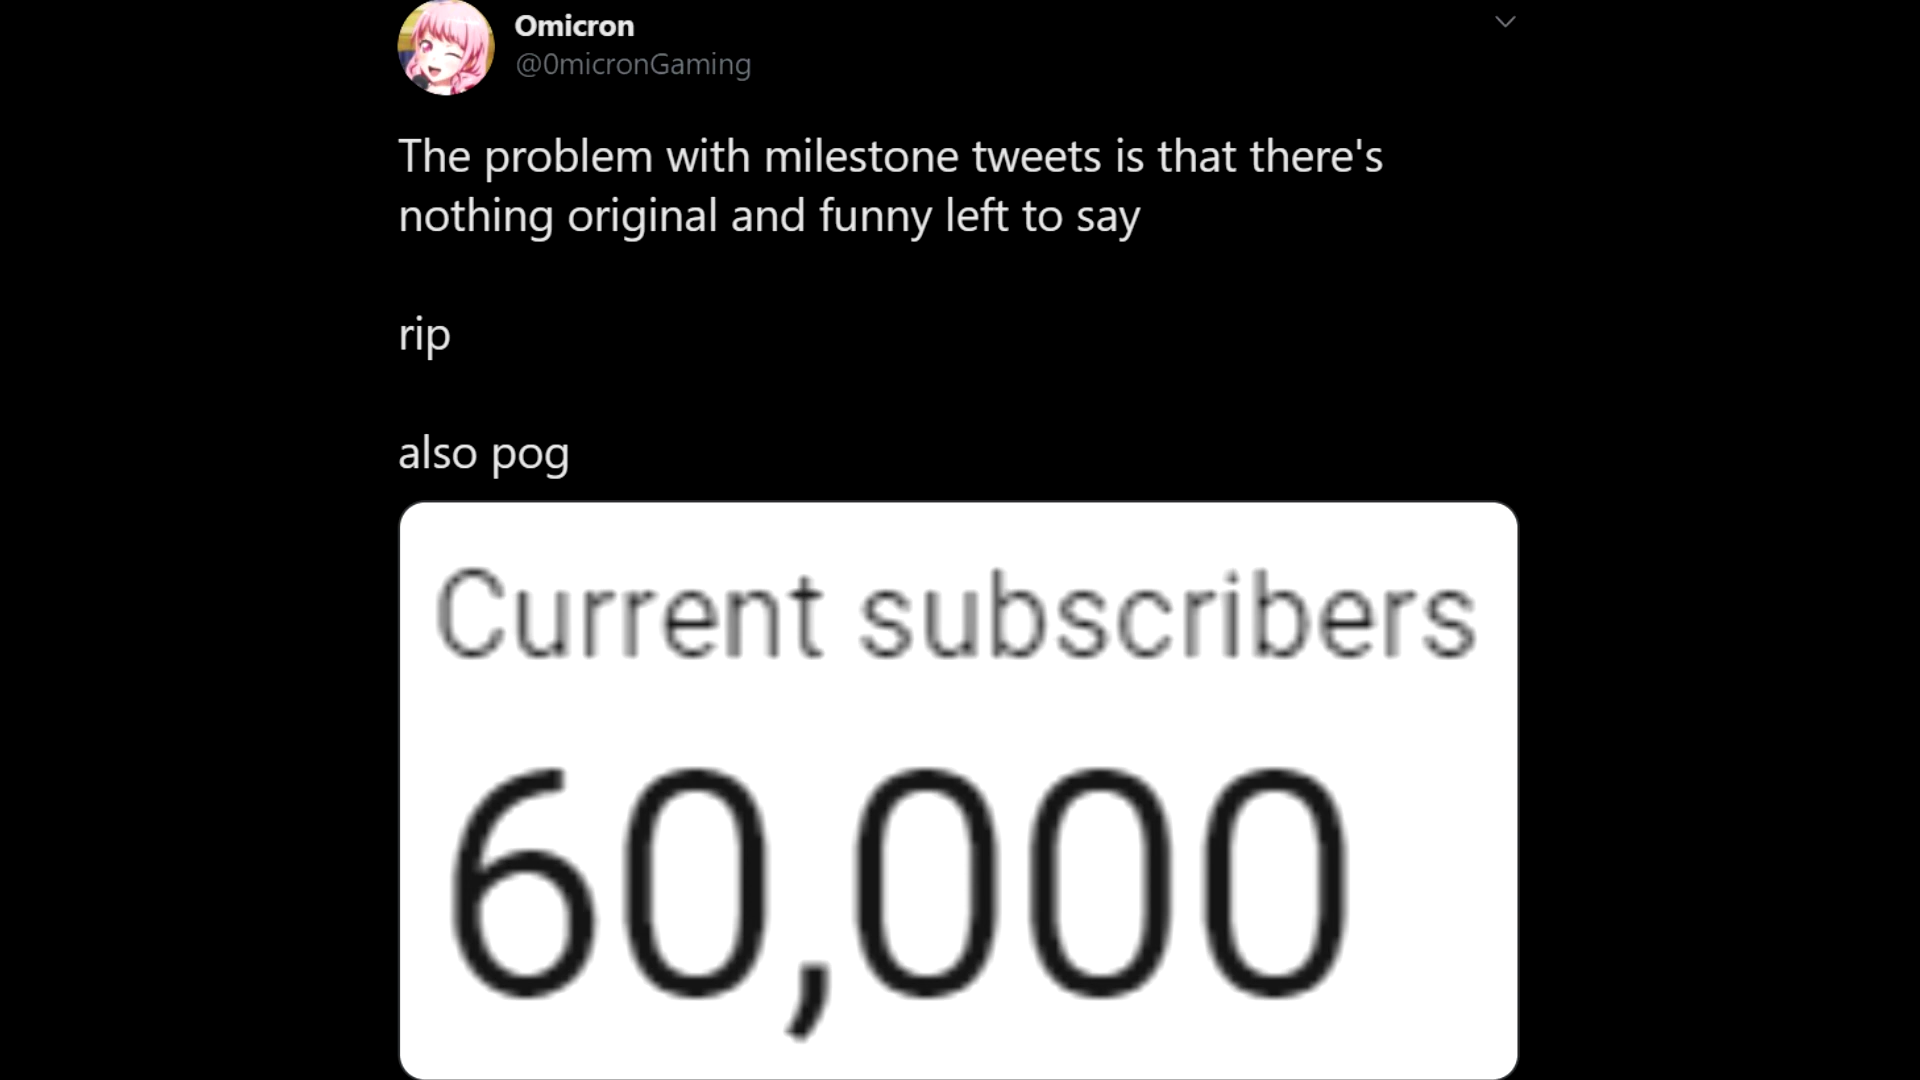 Omicron
@0micronGaming
The problem with milestone tweets is that there's
nothing original and funny left to say
rip
also pog
Current subscribers
60,000